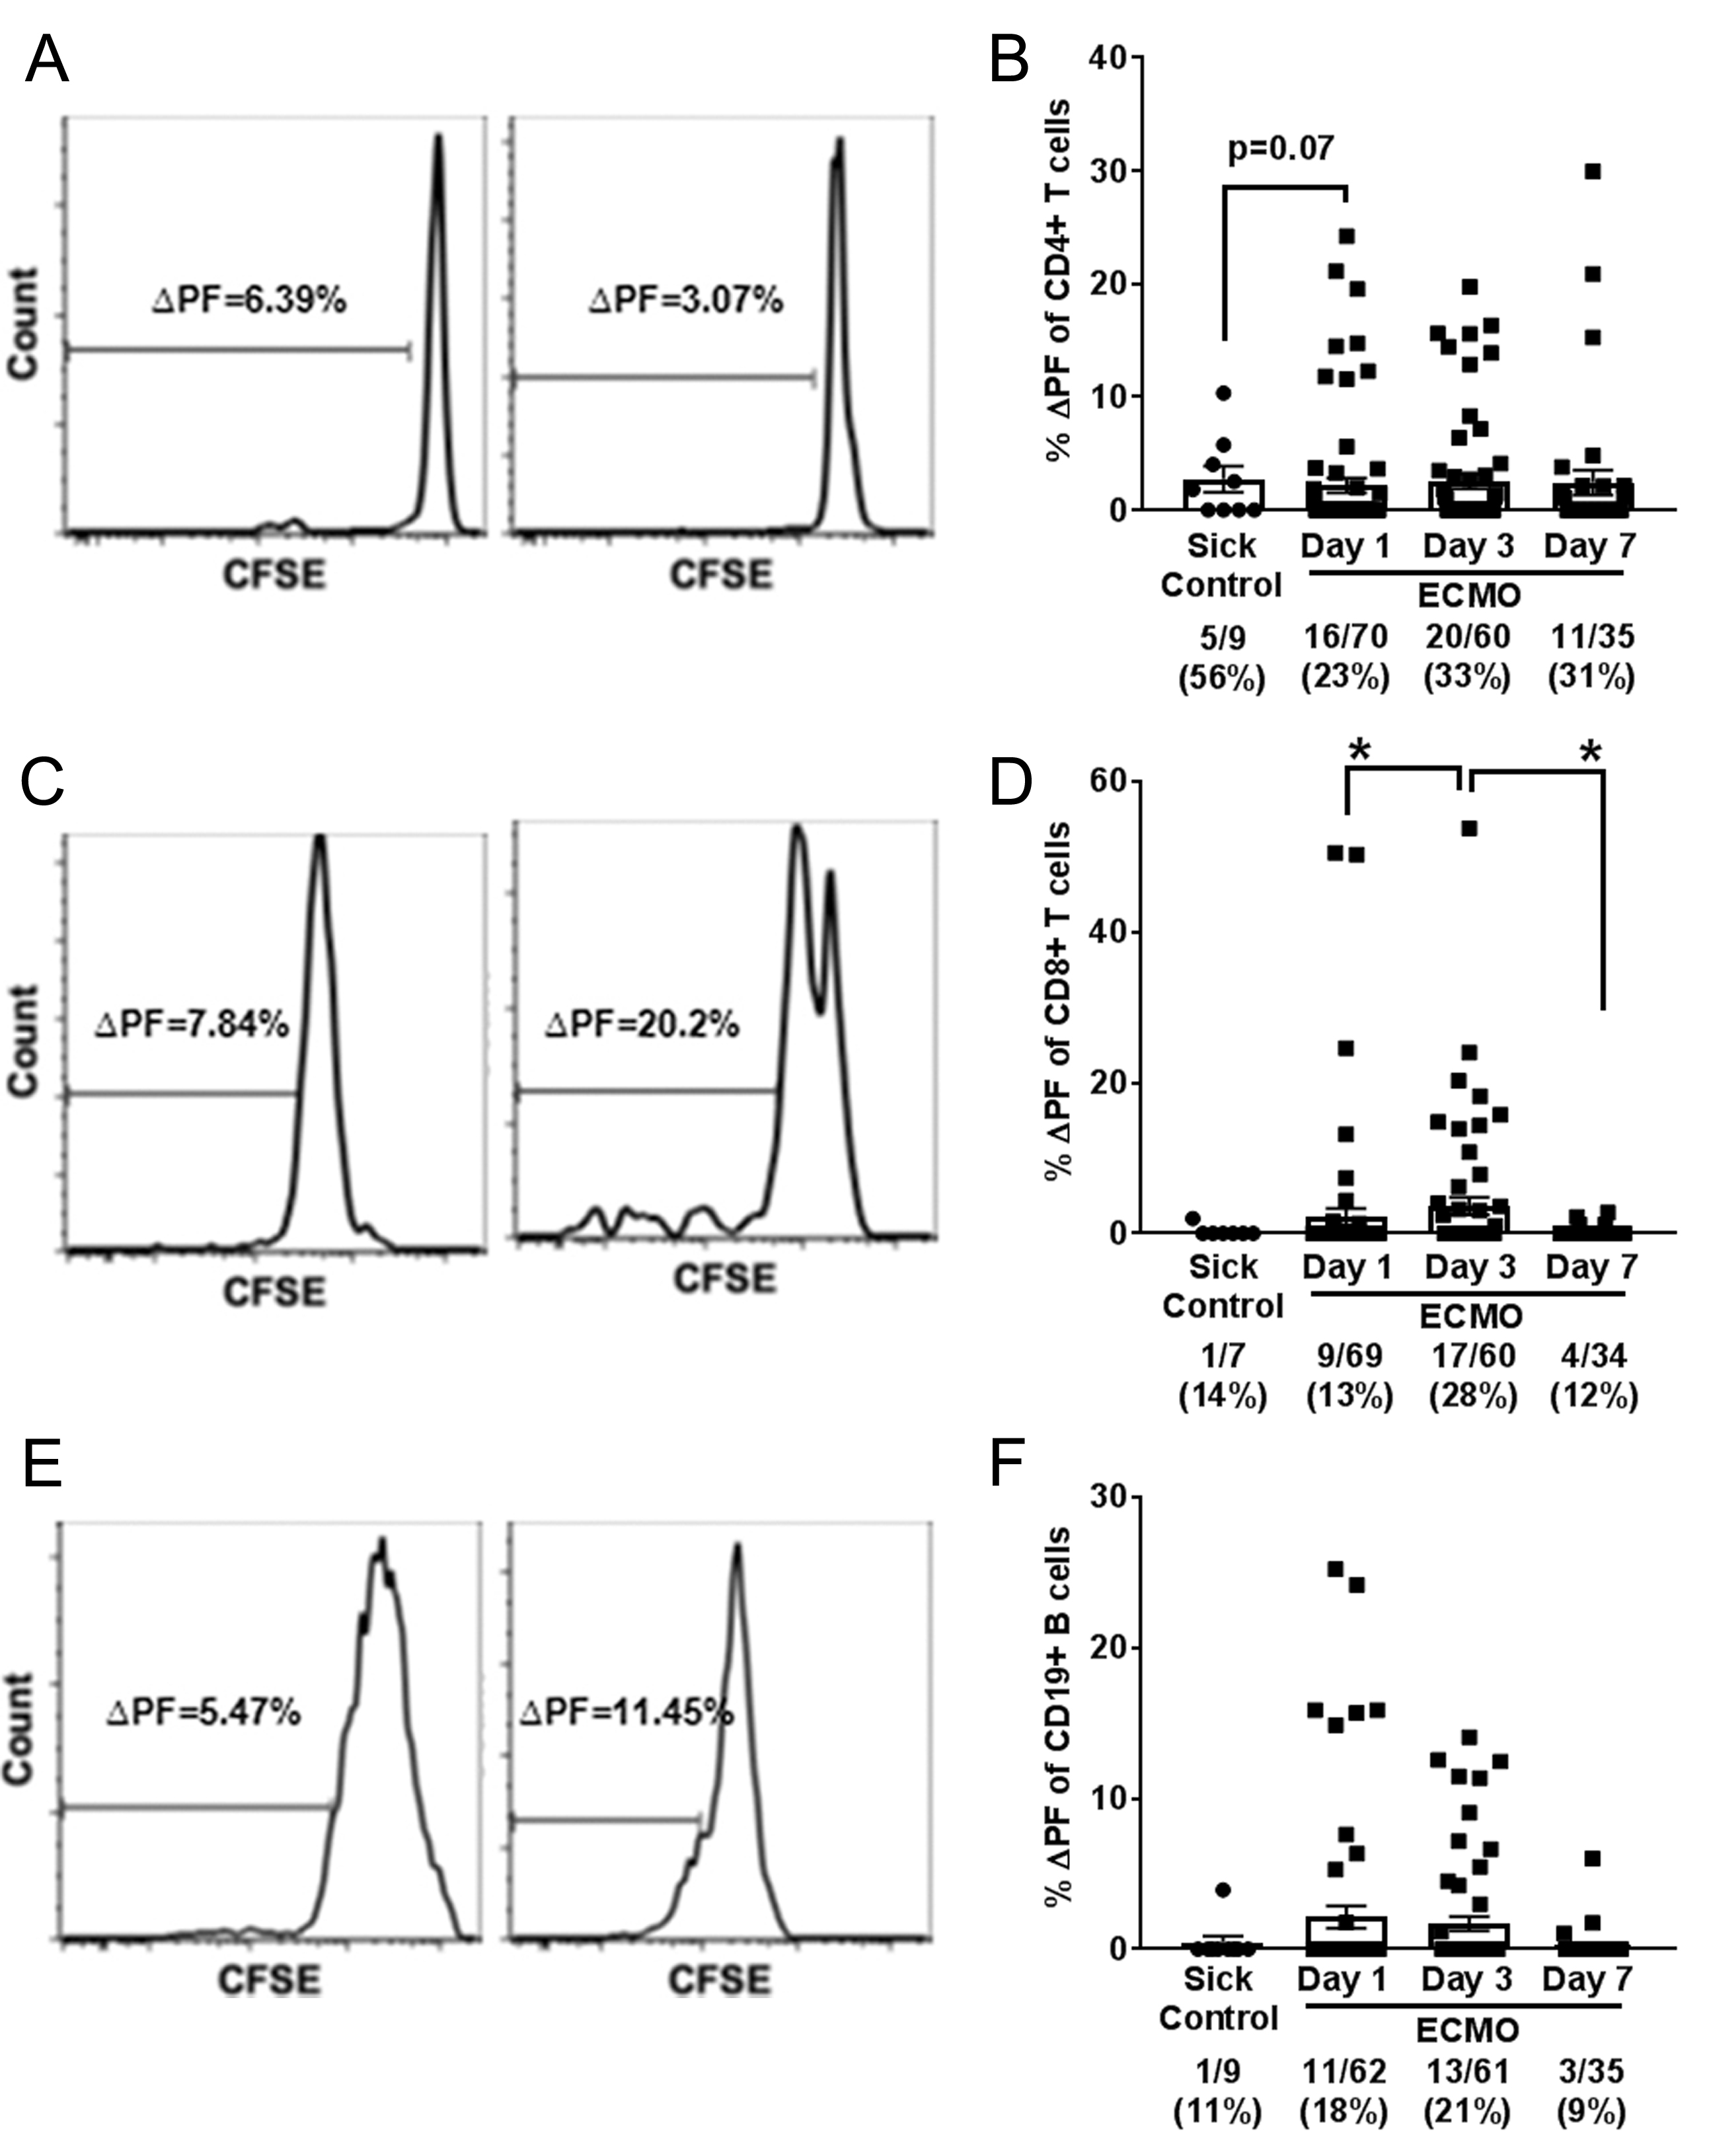 A
Count
ΔPF=6.39%
CFSE
ΔPF=3.07%
CFSE
B
% ΔPF of CD4+ T cells
40
30
20
10
0
p=0.07
Sick Control
Day 1
Day 3
Day 7
ECMO
5/9
16/70
20/60
11/35
(56%)
(23%)
(33%)
(31%)
C
Count
ΔPF=7.84%
CFSE
ΔPF=20.2%
CFSE
D
% ΔPF of CD8+ T cells
60
40
20
0
*
*
Sick Control
Day 1
Day 3
Day 7
ECMO
1/7
9/69
17/60
4/34
(14%)
(13%)
(28%)
(12%)
E
Count
ΔPF=5.47%
CFSE
ΔPF=11.45%
CFSE
F
% ΔPF of CD19+ B cells
30
20
10
0
Sick Control
Day 1
Day 3
Day 7
ECMO
1/9
11/62
13/61
3/35
(11%)
(18%)
(21%)
(9%)